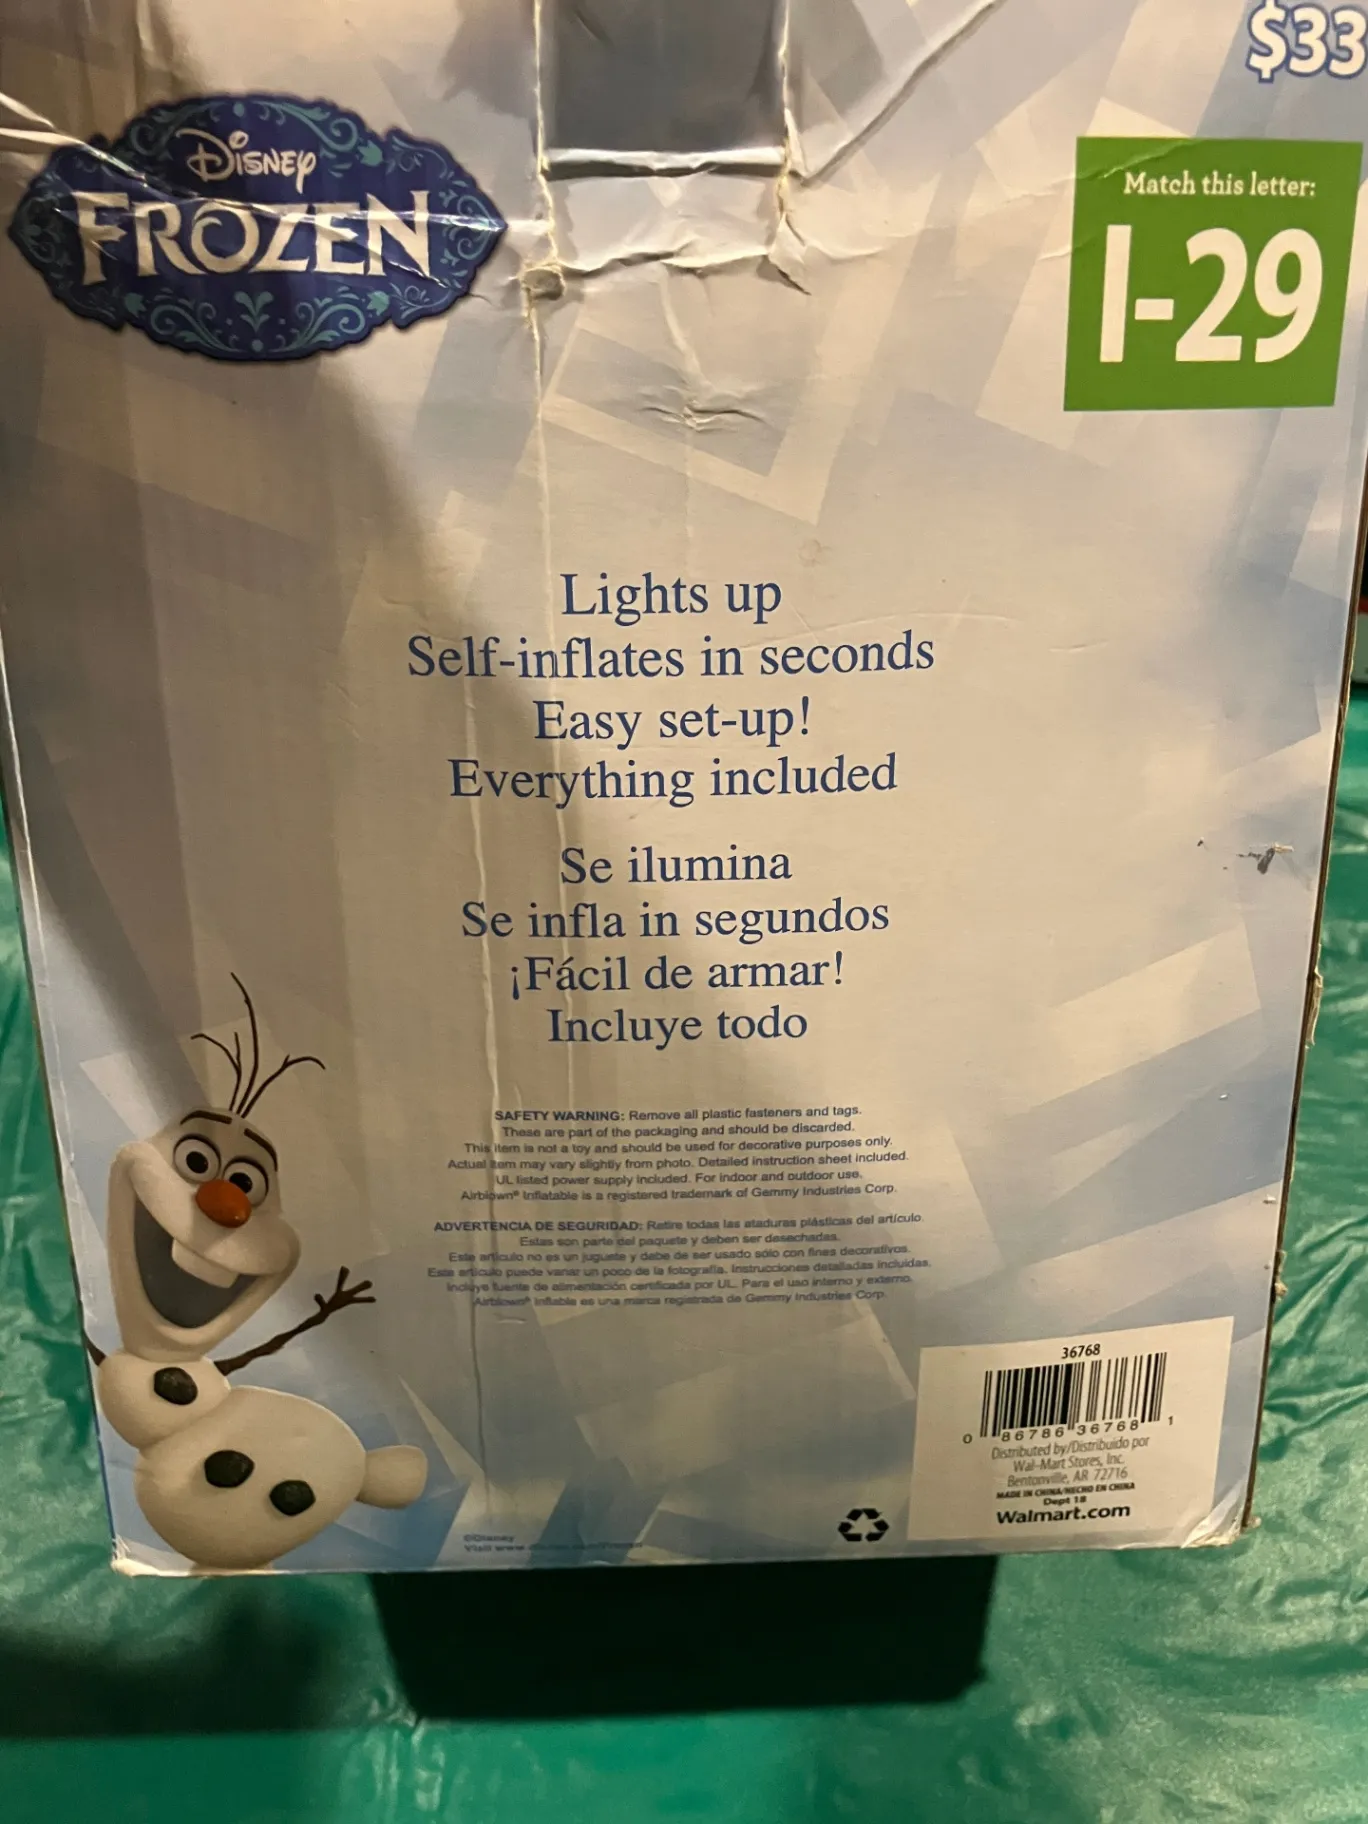 $33
DISNEY
FROZEN
Match this letter:
I-29
Lights up
Self-inflates in seconds
Easy set-up!
Everything included
Se ilumina
Se infla in segundos
¡Fácil de armar!
Incluye todo
SAFETY WARNING: Remove all plastic fasteners and tags.
These are part of the packaging and should be discarded.
This item is not a toy and should be used for decorative purposes only.
Actual item may vary slightly from photo. Detailed instruction sheet included.
UL listed power supply included. For indoor and outdoor use.
Airblown® Inflatable is a registered trademark of Gemmy Industries Corp.
ADVERTENCIA DE SEGURIDAD: Retire todas las ataduras plásticas del artículo.
Estas son parte del paquete y deben ser desechadas.
Este artículo no es un juguete y debe de ser usado sólo con fines decorativos.
Este artículo puede variar un poco de la fotografía. Instrucciones detalladas incluidas.
Incluye fuente de alimentación certificada por UL. Para el uso interno y externo.
Airblown® Inflable es una marca registrada de Gemmy Industries Corp.
36768
0 86786 36768 1
Distributed by/Distribuido por
Wal-Mart Stores, Inc.
Bentonville, AR 72716
MADE IN CHINA/HECHO EN CHINA
Dept 18
Walmart.com
©Disney
Visit www